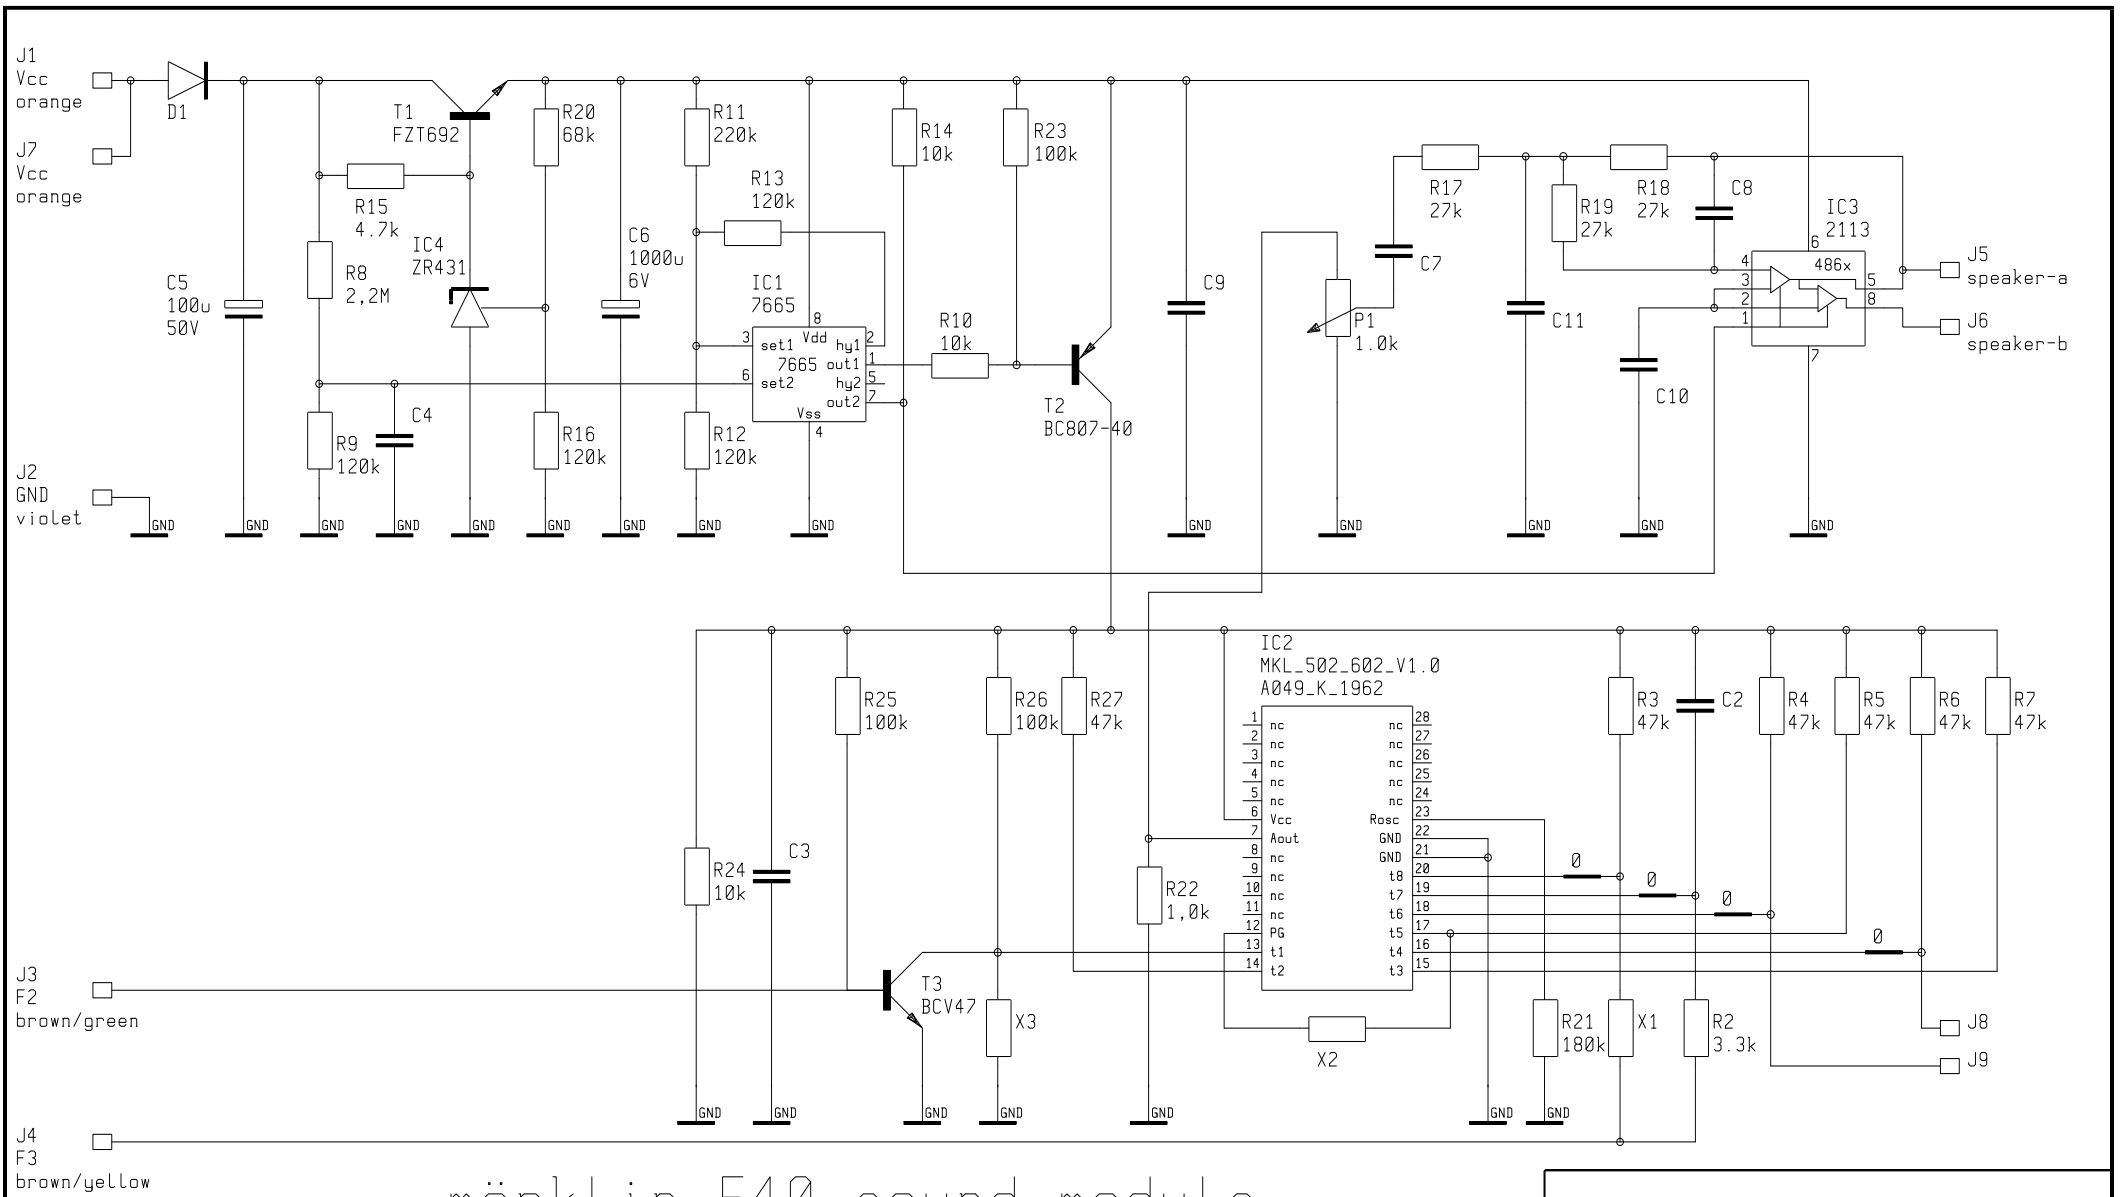 J1
Vcc
orange
J7
Vcc
orange
D1
C5
100u
50V
J2
GND
violet
GND
GND
GND
GND
GND
GND
GND
GND
GND
T1
FZT692
R15
4.7k
R8
2,2M
IC4
ZR431
R9
120k
C4
R20
68k
R16
120k
C6
1000u
6V
R11
220k
R13
120k
IC1
7665
8
Vdd
3 set1
hy1 2
7665
out1 1
6 set2
hy2 5
out2 7
Vss
4
R12
120k
R14
10k
R23
100k
R10
10k
T2
BC807-40
C9
GND
P1
1.0k
GND
C7
R17
27k
R19
27k
R18
27k
C8
C11
GND
C10
GND
IC3
2113
6
486x
4
3
2
1
5
8
7
GND
J5
speaker-a
J6
speaker-b
R25
100k
R26
100k
R27
47k
R24
10k
C3
R22
1,0k
IC2
MKL_502_602_V1.0
A049_K_1962
1 nc nc 28
2 nc nc 27
3 nc nc 26
4 nc nc 25
5 nc nc 24
6 Vcc Rosc 23
7 Aout GND 22
8 nc GND 21
9 nc t8 20
10 nc t7 19
11 nc t6 18
12 PG t5 17
13 t1 t4 16
14 t2 t3 15
0
0
0
0
R3
47k
C2
R4
47k
R5
47k
R6
47k
R7
47k
J3
F2
brown/green
T3
BCV47
X3
X2
R21
180k
X1
R2
3.3k
J8
J9
GND
GND
GND
GND
GND
GND
GND
J4
F3
brown/yellow
märklin E40 sound module